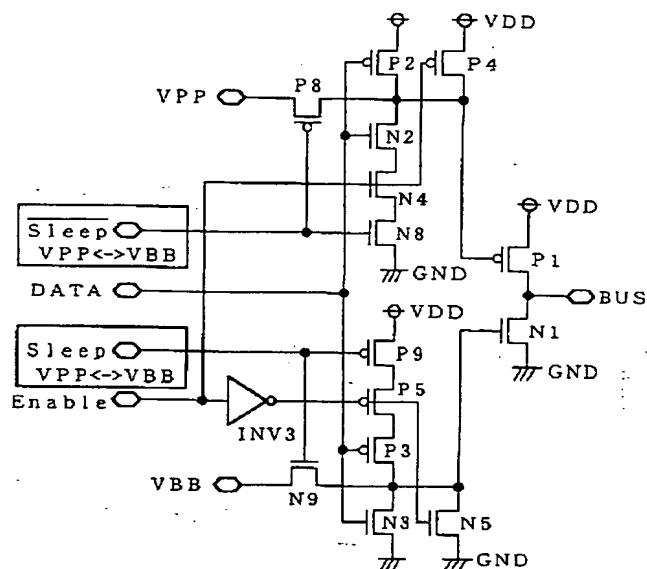 VDD
P2
P4
P8
VPP
N2
N4
VDD
Sleep
N8
VPP<->VBB
P1
GND
DATA
BUS
VDD
N1
Sleep
P9
VPP<->VBB
GND
Enable
P5
INV3
P3
VBB
N9
N3
N5
GND